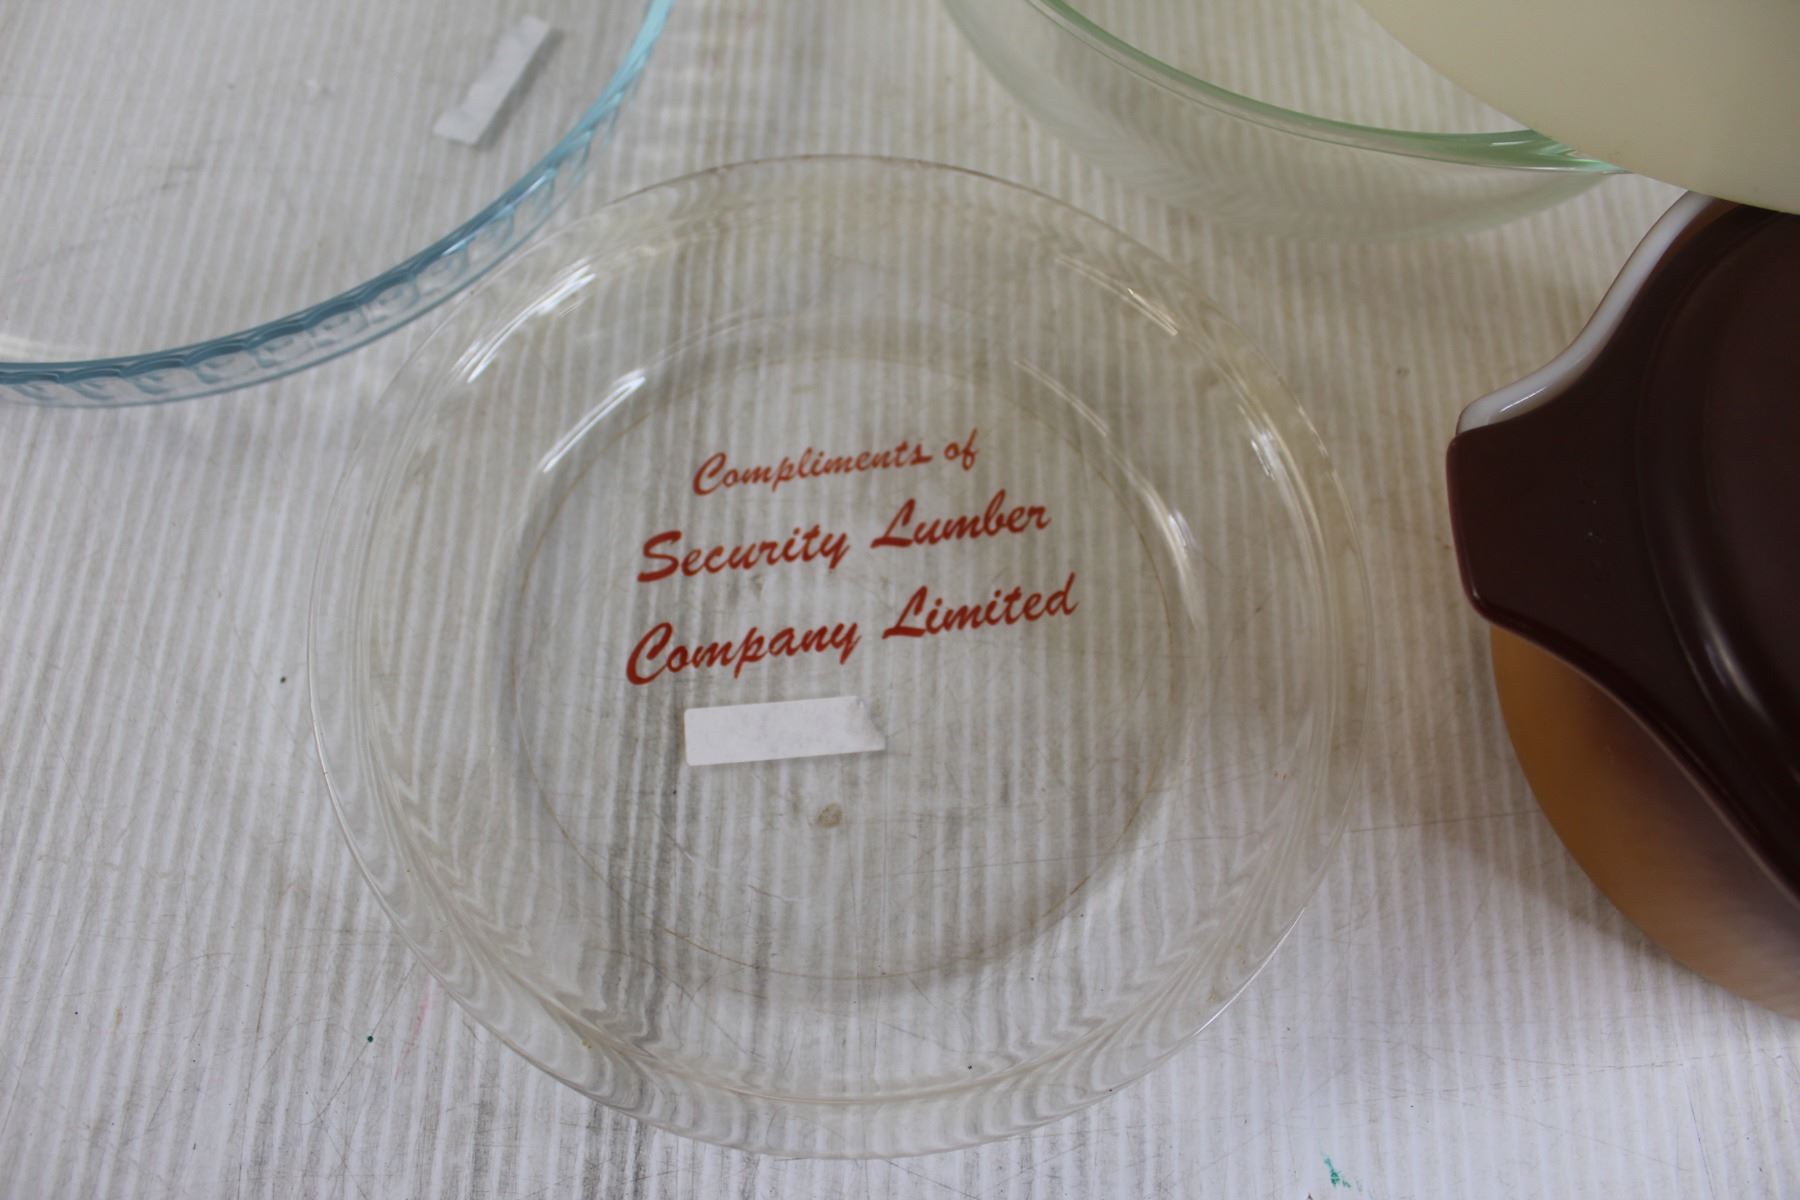 Compliments of
Security Lumber
Company Limited